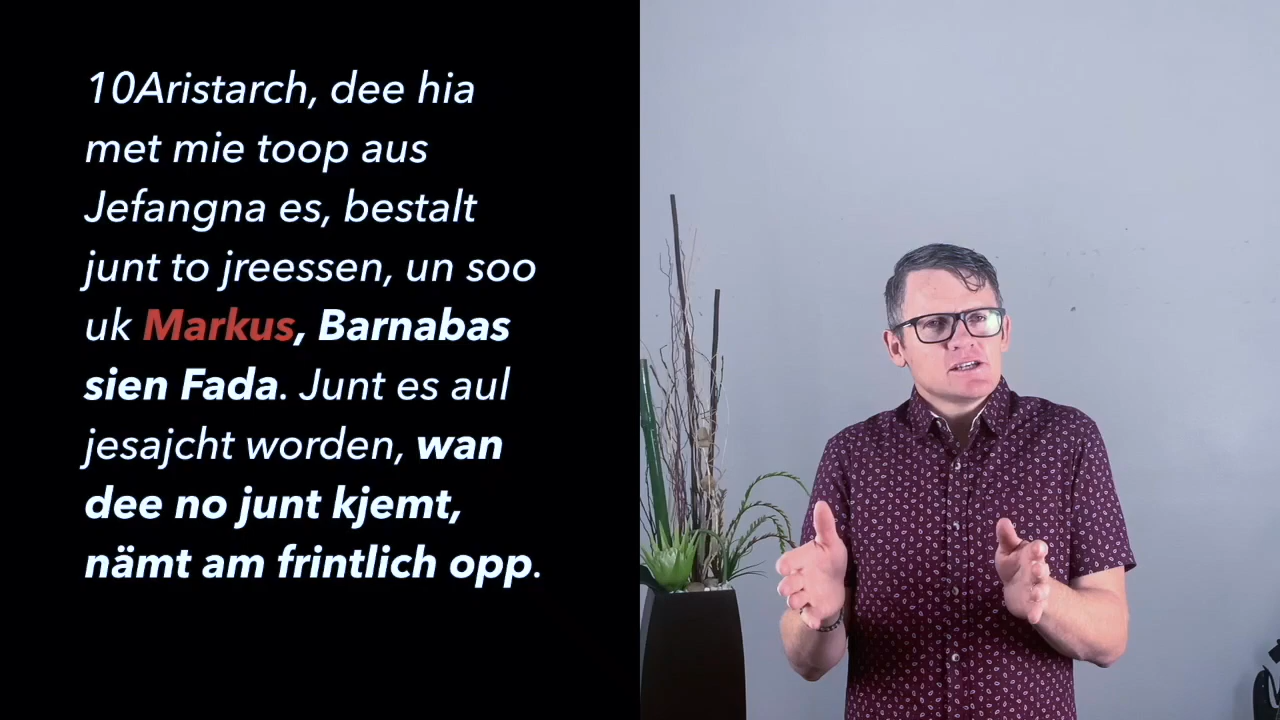 10Aristarch, dee hia
met mie toop aus
Jefangna es, bestalt
junt to jreessen, un soo
uk Markus, Barnabas
sien Fada. Junt es aul
jesajcht worden, wan
dee no junt kjemt,
nämt am frintlich opp.